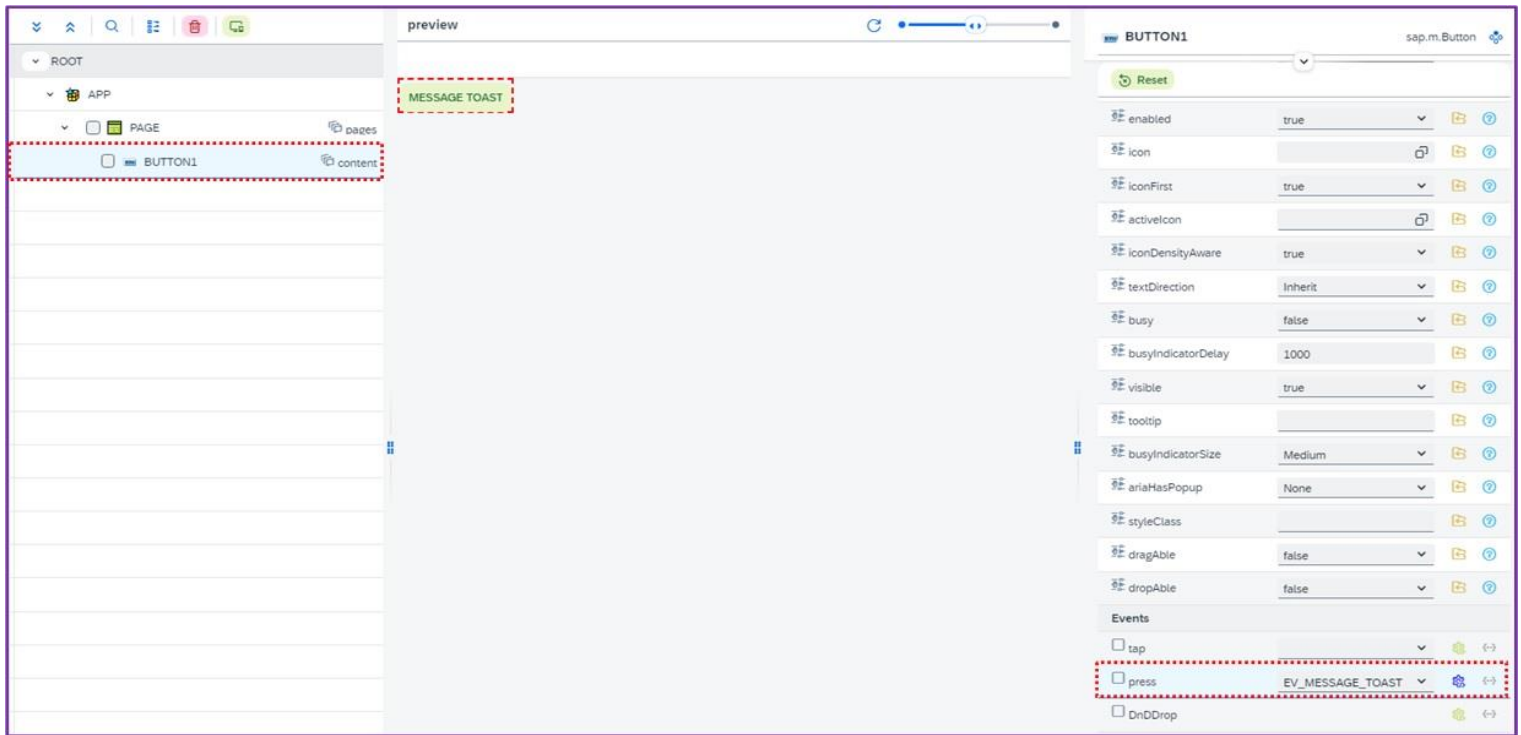 preview
BUTTON1 sap.m.Button
ROOT
Reset
APP
MESSAGE TOAST
PAGE pages
BUTTON1 content
enabled true
icon
iconFirst true
activeIcon
iconDensityAware true
textDirection Inherit
busy false
busyIndicatorDelay 1000
visible true
tooltip
busyIndicatorSize Medium
ariaHasPopup None
styleClass
dragAble false
dropAble false
Events
tap
press EV_MESSAGE_TOAST
DnDDrop